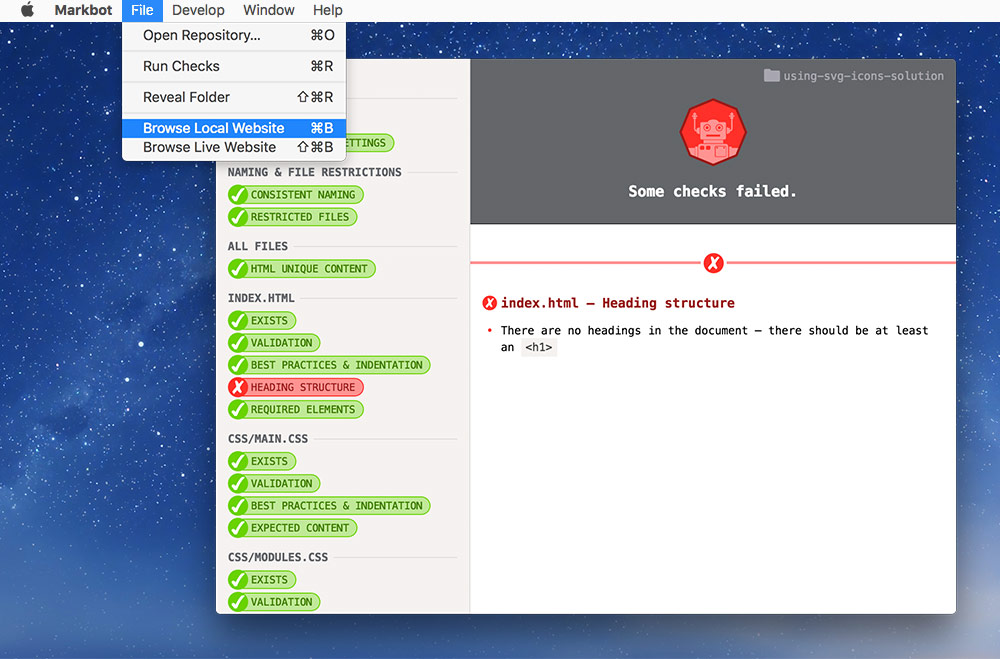 Markbot File Develop Window Help
Open Repository... ⌘O
Run Checks ⌘R
Reveal Folder ⇧⌘R
Browse Local Website ⌘B
Browse Live Website ⇧⌘B
NAMING & FILE RESTRICTIONS
CONSISTENT NAMING
RESTRICTED FILES
ALL FILES
HTML UNIQUE CONTENT
INDEX.HTML
EXISTS
VALIDATION
BEST PRACTICES & INDENTATION
HEADING STRUCTURE
REQUIRED ELEMENTS
CSS/MAIN.CSS
EXISTS
VALIDATION
BEST PRACTICES & INDENTATION
EXPECTED CONTENT
CSS/MODULES.CSS
EXISTS
VALIDATION
using-svg-icons-solution
Some checks failed.
index.html — Heading structure
• There are no headings in the document — there should be at least
an <h1>